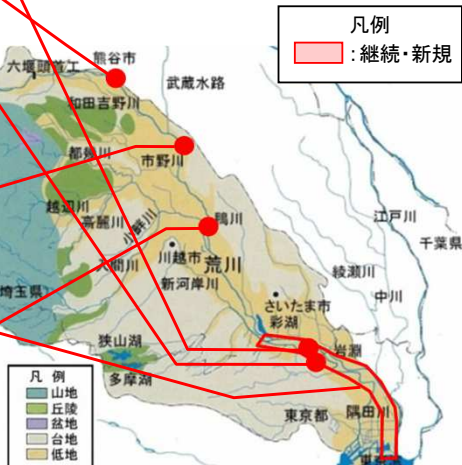 凡例
:継続・新規
熊谷市
六堰頭首工
武蔵水路
和田吉野川
都幾川
市野川
越辺川
高麗川
小畔川
鴨川
江戸川
千葉県
入間川
川越市
荒川
綾瀬川
新河岸川
中川
埼玉県
さいたま市
彩湖
狭山湖
岩淵
多摩湖
凡 例
山地
丘陵
盆地
台地
低地
東京都
隅田川